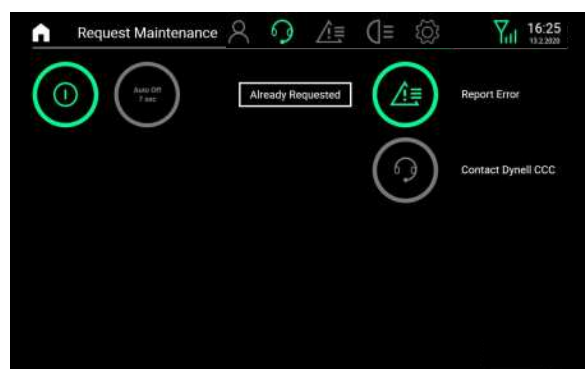 Request Maintenance
16:25
13.2.2020
Auto Off
7 sec
Already Requested
Report Error
Contact Dynell CCC